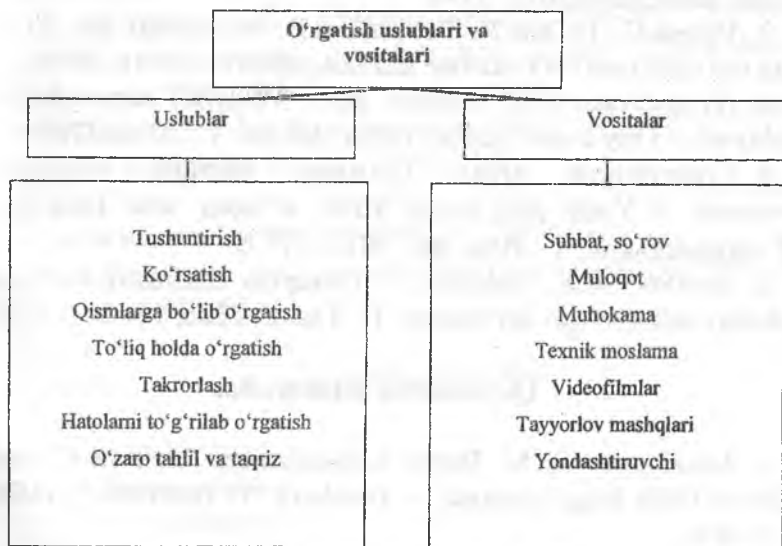 O‘rgatish uslublari va
vositalari
Uslublar
Vositalar
Tushuntirish
Ko‘rsatish
Qismlarga bo‘lib o‘rgatish
To‘liq holda o‘rgatish
Takrorlash
Hatolarni to‘g‘rilab o‘rgatish
O‘zaro tahlil va taqriz
Suhbat, so‘rov
Muloqot
Muhokama
Texnik moslama
Videofilmlar
Tayyorlov mashqlari
Yondashtiruvchi